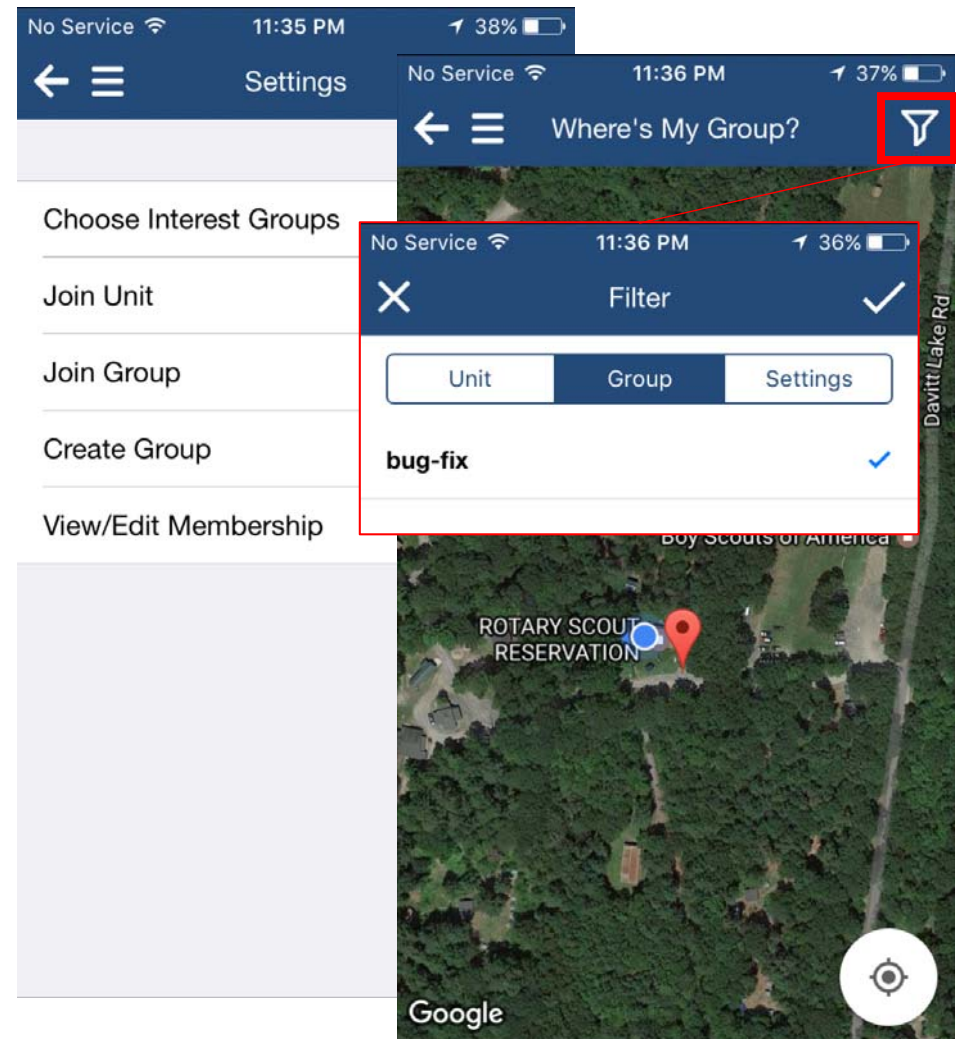 No Service 11:35 PM 38%
Settings
Choose Interest Groups
Join Unit
Join Group
Create Group
View/Edit Membership
No Service 11:36 PM 37%
Where's My Group?
No Service 11:36 PM 36%
Filter
Unit Group Settings
bug-fix
Davitt Lake Rd
Boy Scouts of America
ROTARY SCOUT
RESERVATION
Google